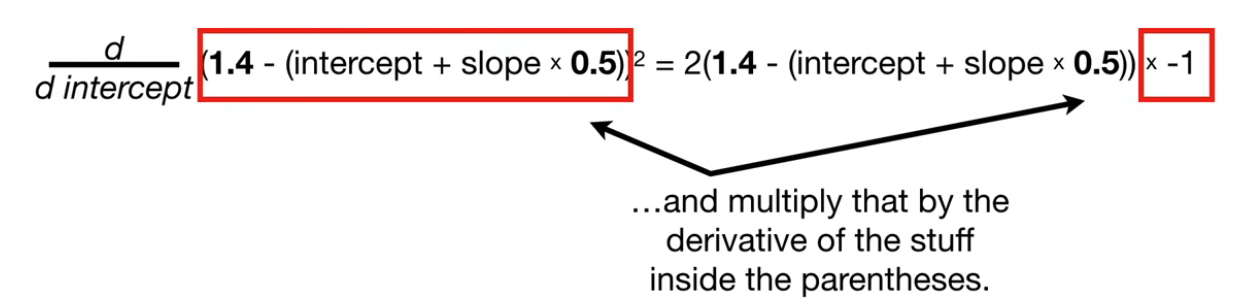 d
d intercept
(1.4 - (intercept + slope × 0.5))² = 2(1.4 - (intercept + slope × 0.5)) × -1
…and multiply that by the
derivative of the stuff
inside the parentheses.